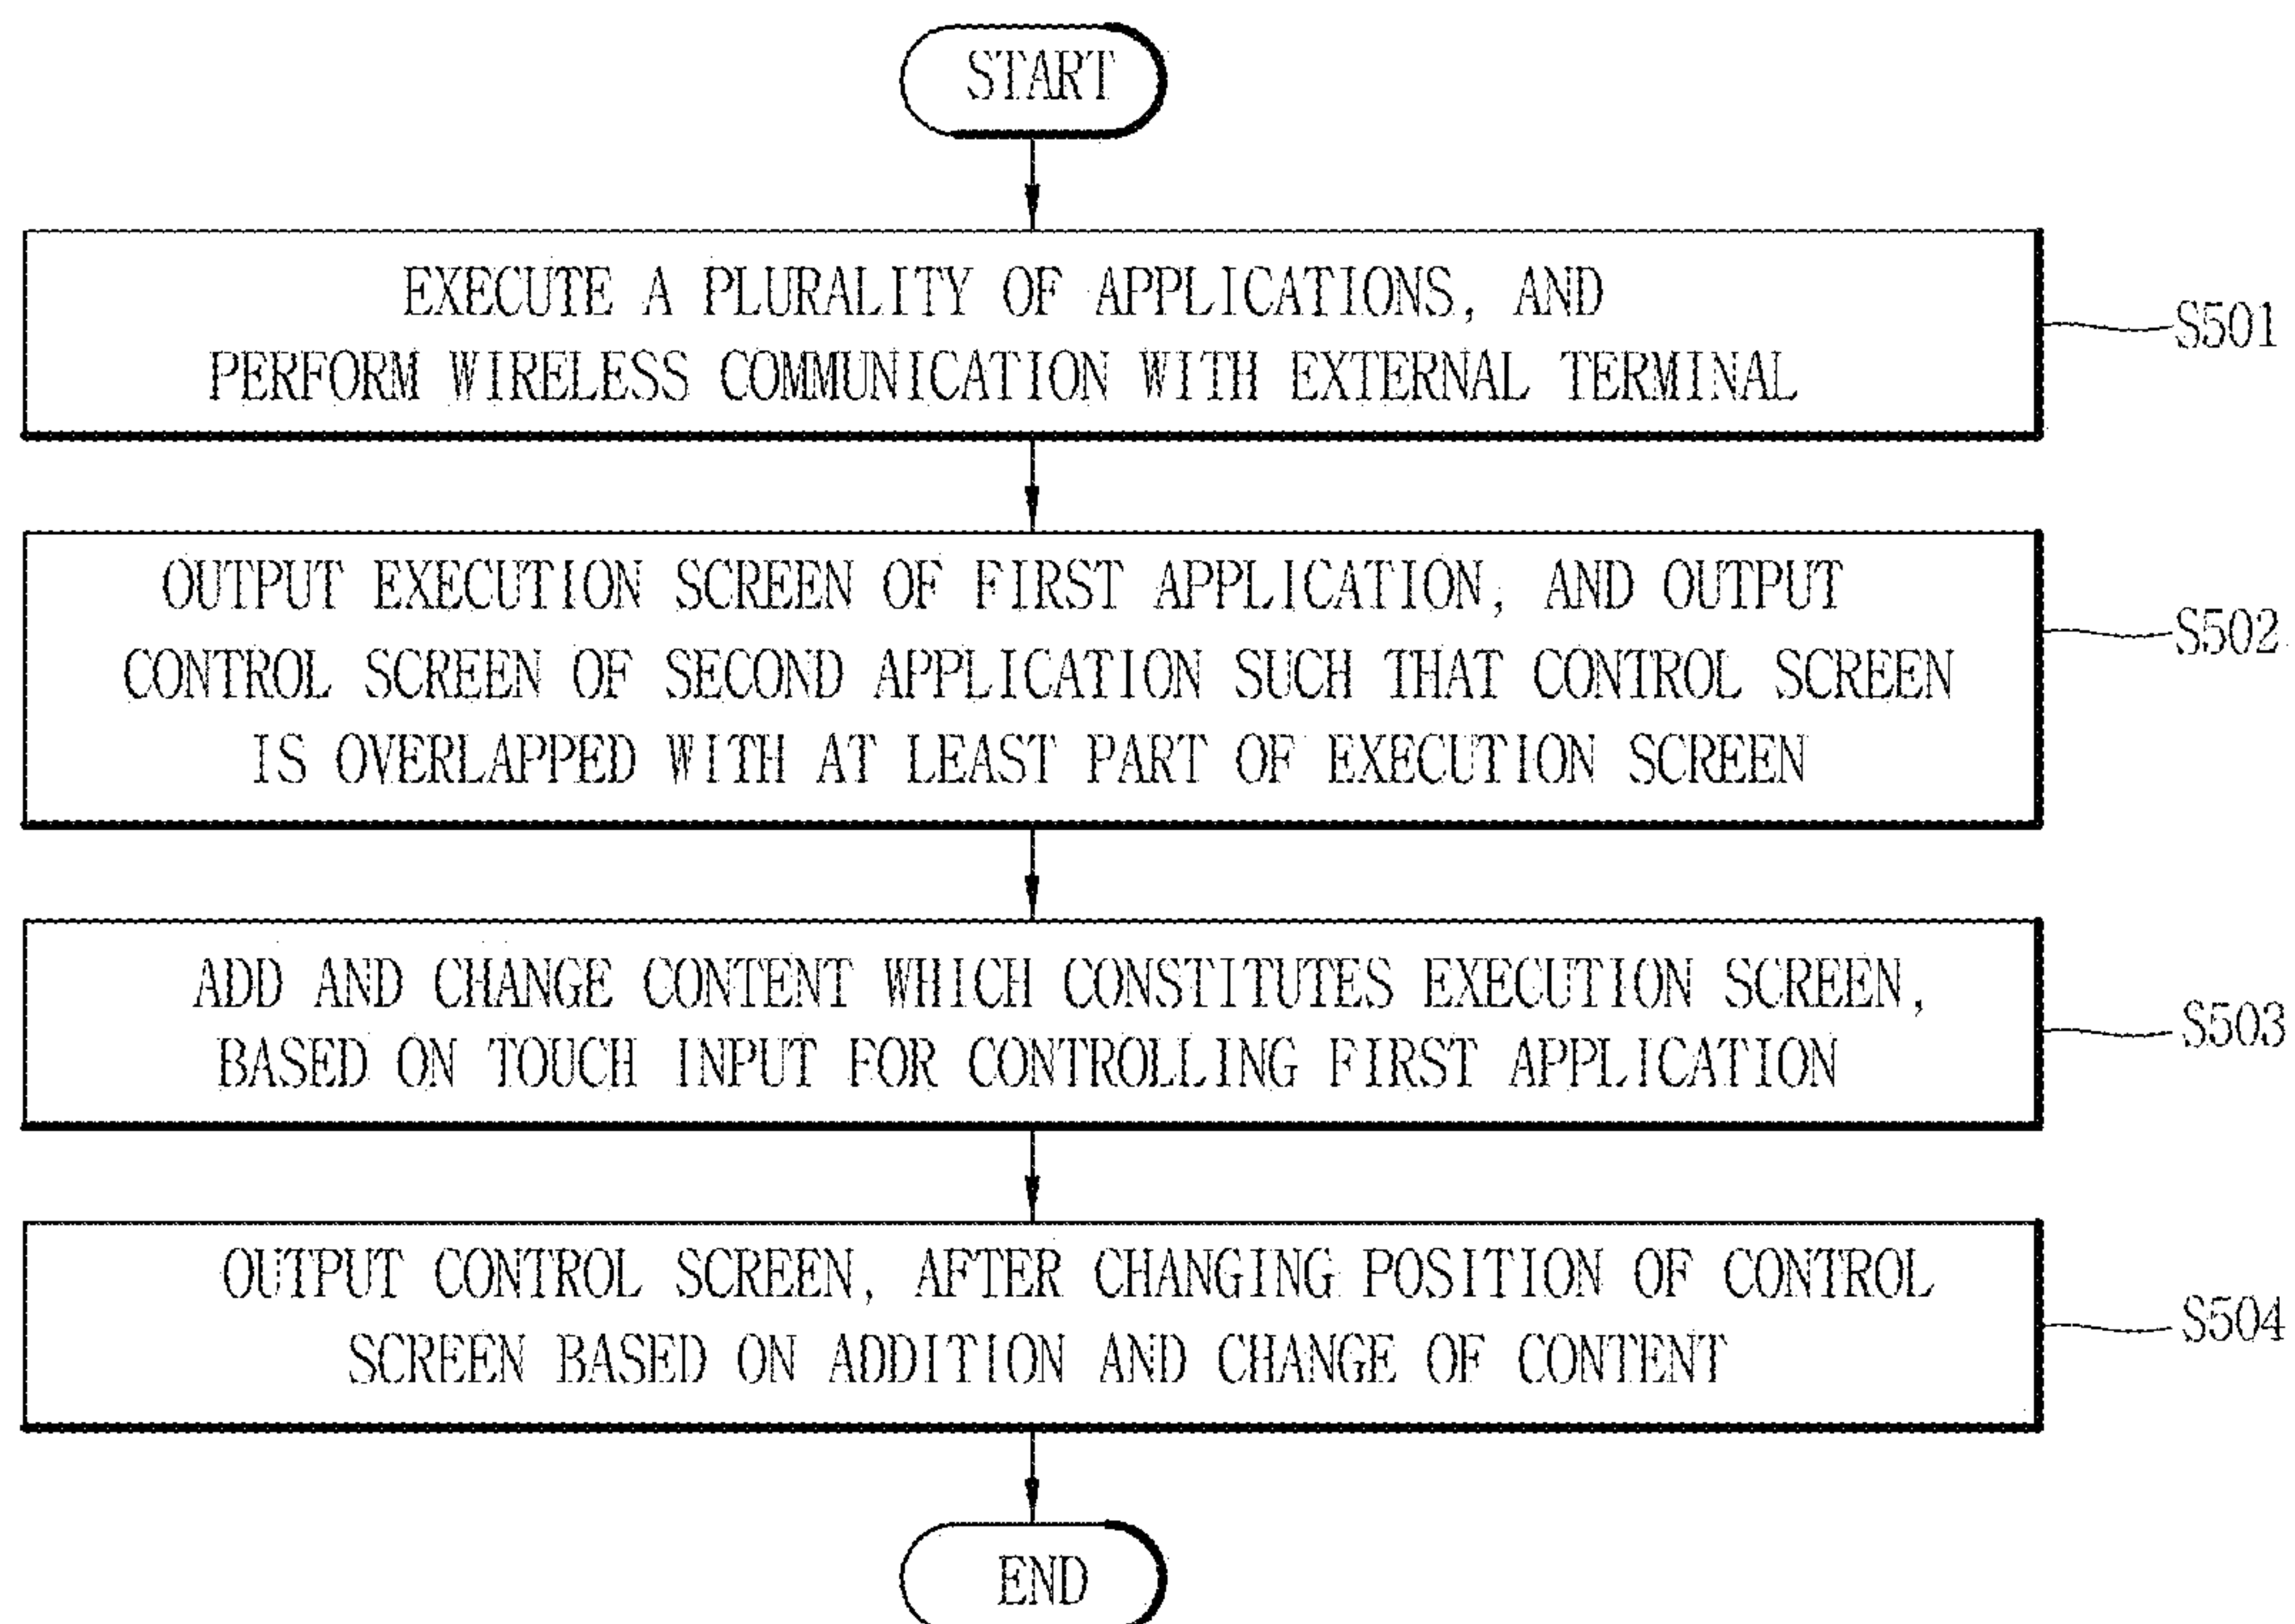 START
EXECUTE A PLURALITY OF APPLICATIONS, AND
PERFORM WIRELESS COMMUNICATION WITH EXTERNAL TERMINAL
S501
OUTPUT EXECUTION SCREEN OF FIRST APPLICATION, AND OUTPUT
CONTROL SCREEN OF SECOND APPLICATION SUCH THAT CONTROL SCREEN
IS OVERLAPPED WITH AT LEAST PART OF EXECUTION SCREEN
S502
ADD AND CHANGE CONTENT WHICH CONSTITUTES EXECUTION SCREEN,
BASED ON TOUCH INPUT FOR CONTROLLING FIRST APPLICATION
S503
OUTPUT CONTROL SCREEN, AFTER CHANGING POSITION OF CONTROL
SCREEN BASED ON ADDITION AND CHANGE OF CONTENT
S504
END